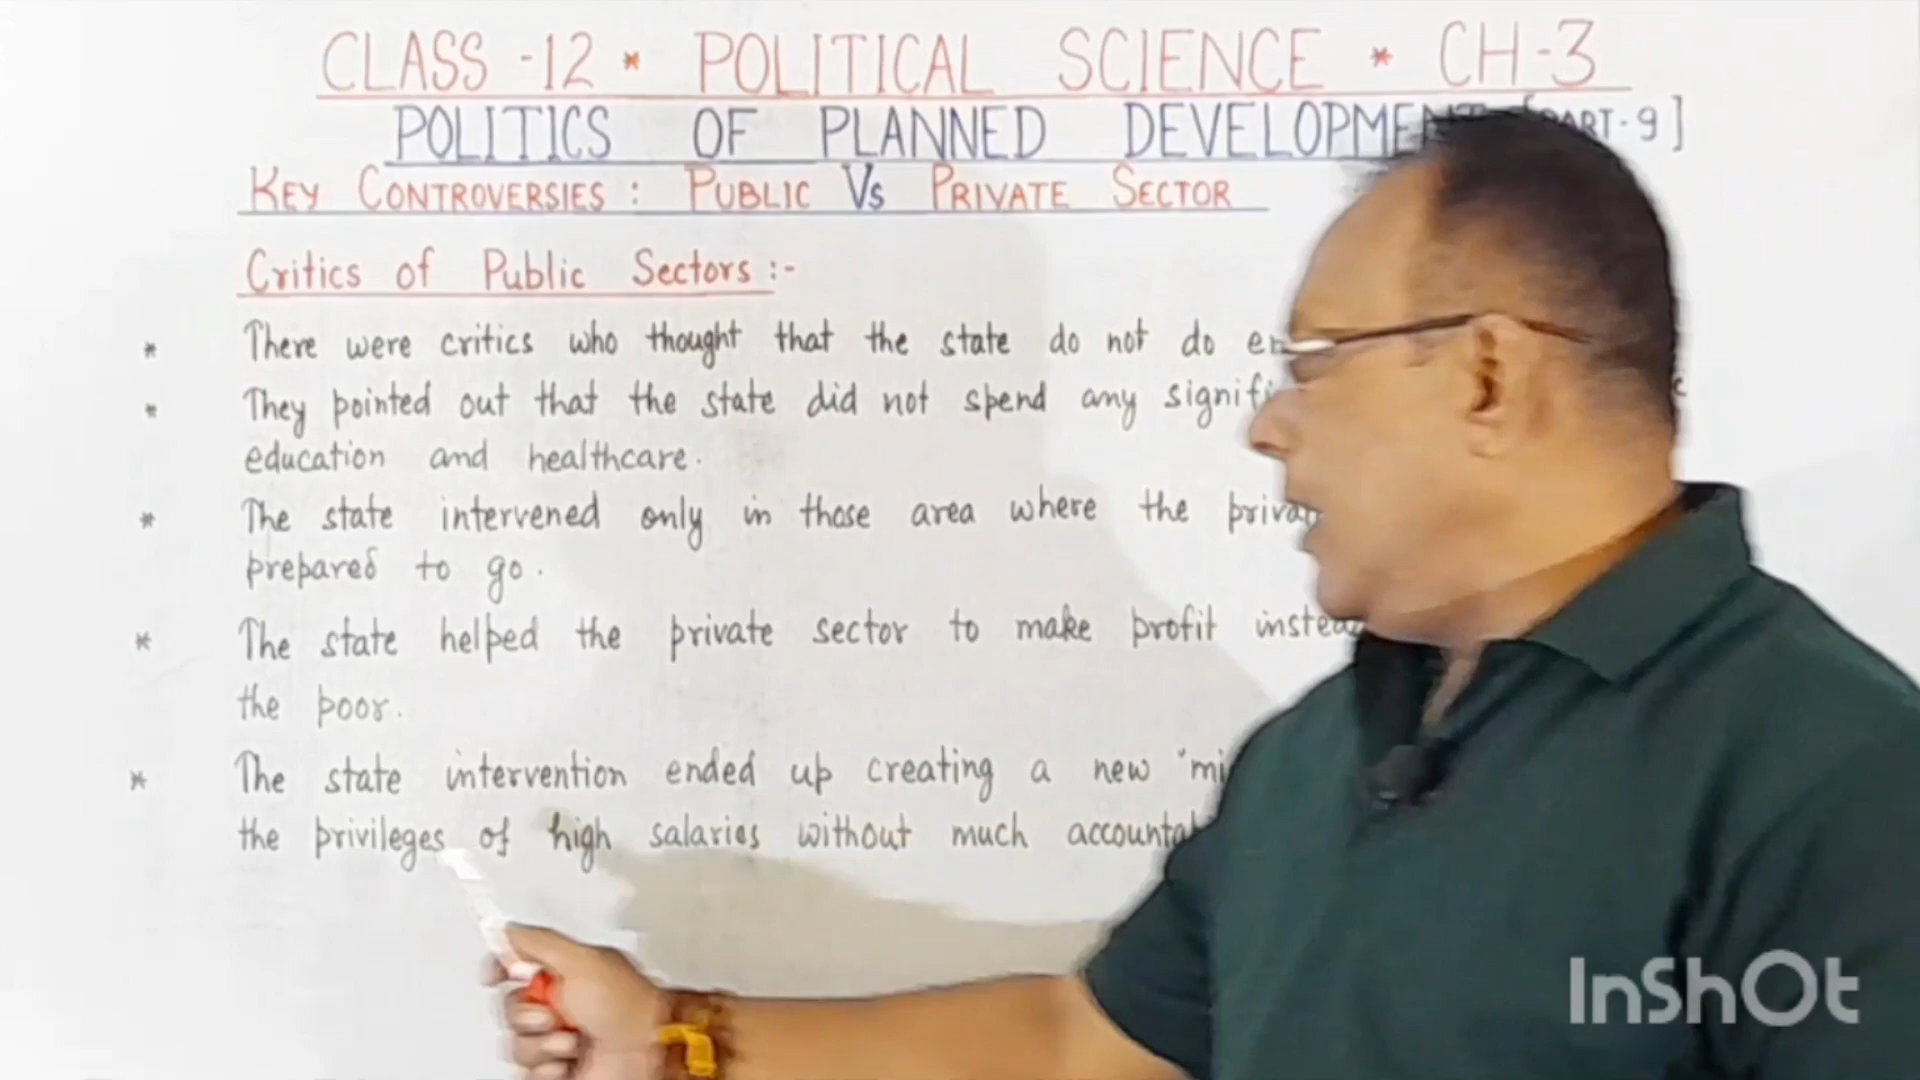 CLASS -12 * POLITICAL SCIENCE * CH-3
POLITICS OF PLANNED DEVELOPMENT [PART-9]
KEY CONTROVERSIES : PUBLIC Vs PRIVATE SECTOR
Critics of Public Sectors :-
* There were critics who thought that the state do not do
* They pointed out that the state did not spend any
education and healthcare.
* The state intervened only in those area where the
prepared to go.
* The state helped the private sector to make profit
the poor.
* The state intervention ended up creating a new
the privileges of high salaries without much
InShOt